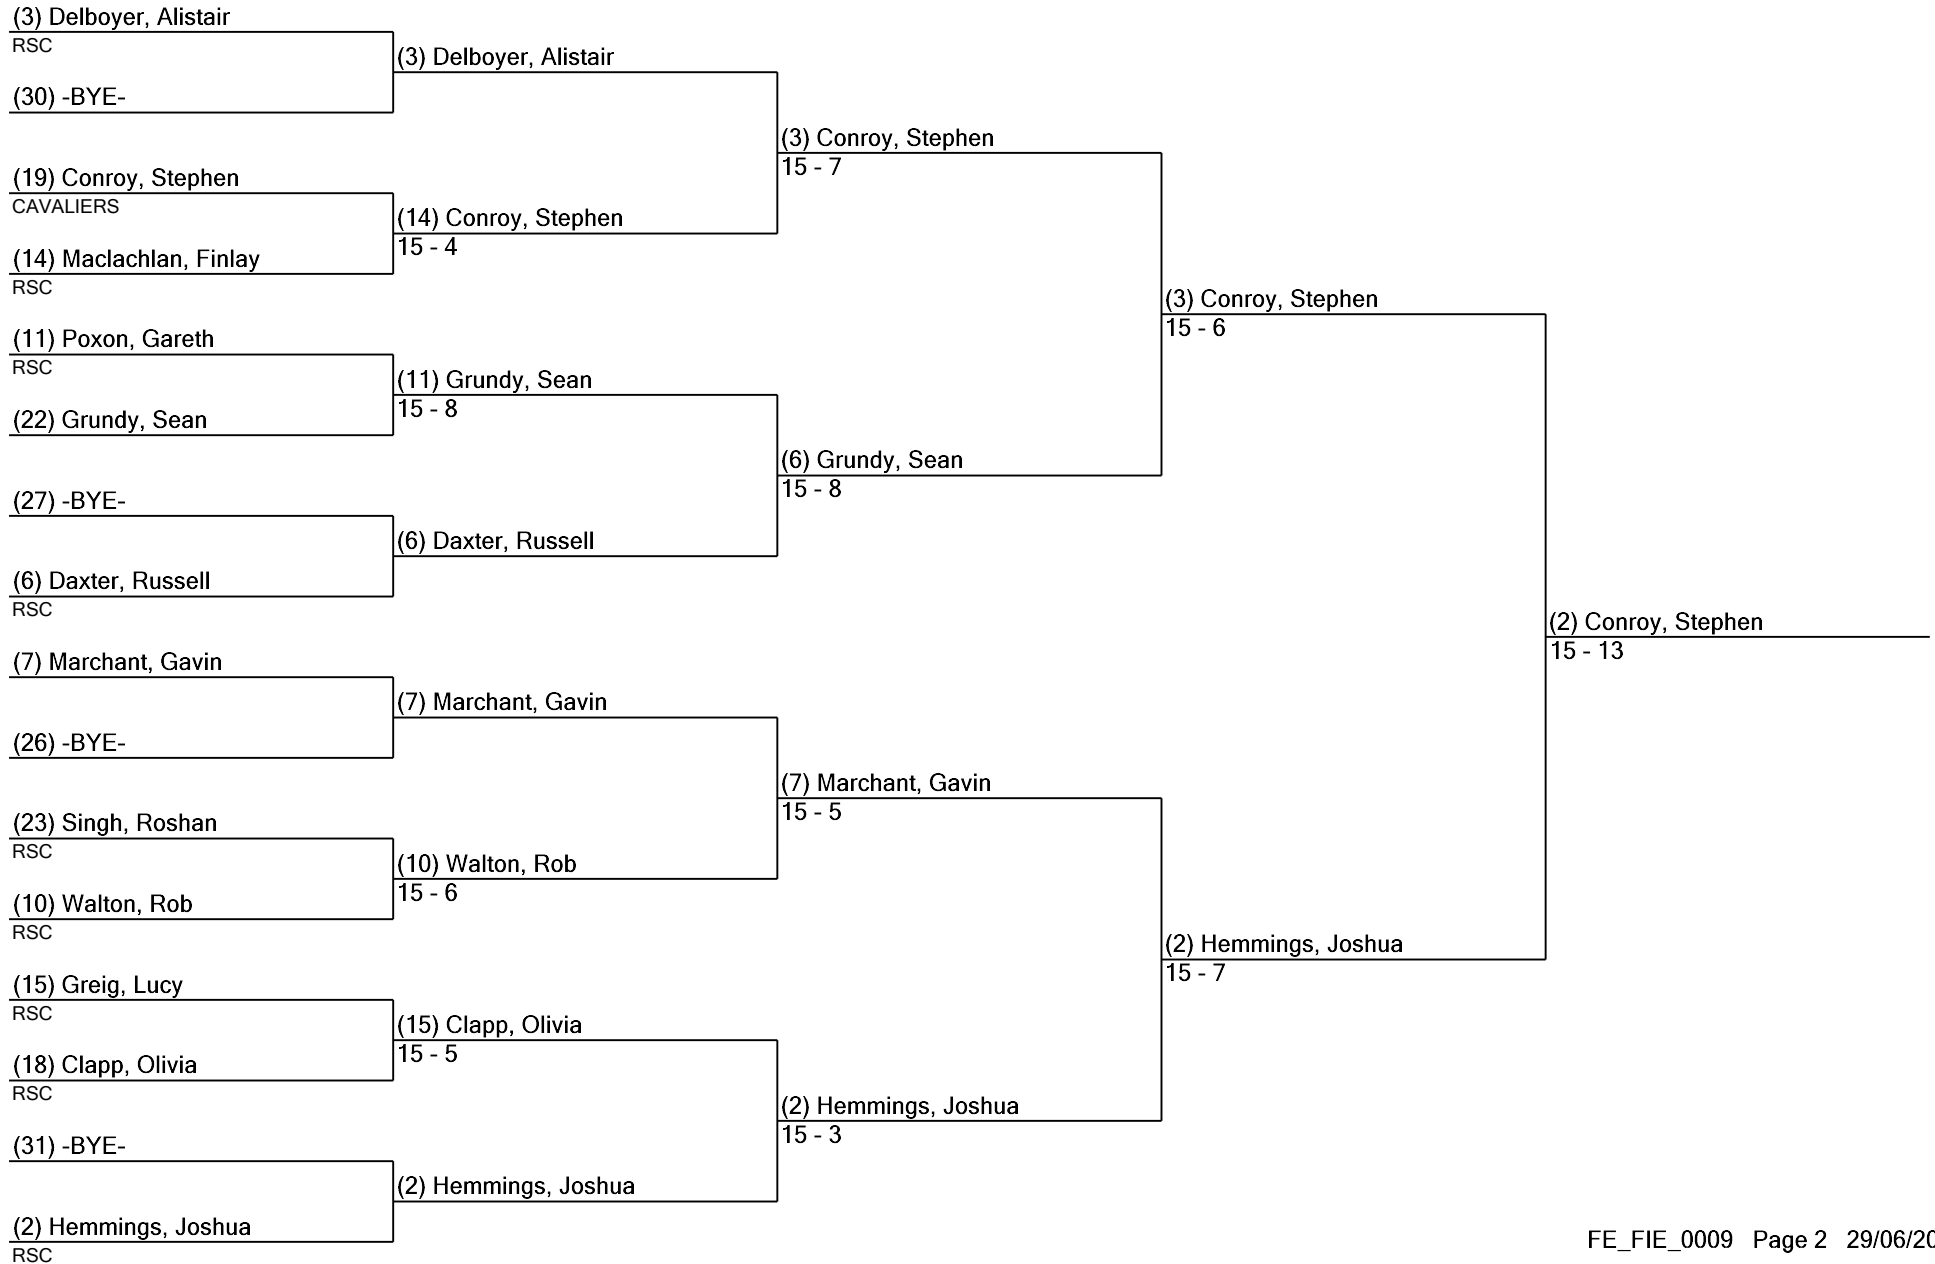 (3) Delboyer, Alistair
RSC
(30) -BYE-
(19) Conroy, Stephen
CAVALIERS
(14) Maclachlan, Finlay
RSC
(11) Poxon, Gareth
RSC
(22) Grundy, Sean
(27) -BYE-
(6) Daxter, Russell
RSC
(7) Marchant, Gavin
(26) -BYE-
(23) Singh, Roshan
RSC
(10) Walton, Rob
RSC
(15) Greig, Lucy
RSC
(18) Clapp, Olivia
RSC
(31) -BYE-
(2) Hemmings, Joshua
RSC
(3) Delboyer, Alistair
(14) Conroy, Stephen
15 - 4
(11) Grundy, Sean
15 - 8
(6) Daxter, Russell
(7) Marchant, Gavin
(10) Walton, Rob
15 - 6
(15) Clapp, Olivia
15 - 5
(2) Hemmings, Joshua
(3) Conroy, Stephen
15 - 7
(6) Grundy, Sean
15 - 8
(7) Marchant, Gavin
15 - 5
(2) Hemmings, Joshua
15 - 3
(3) Conroy, Stephen
15 - 6
(2) Hemmings, Joshua
15 - 7
(2) Conroy, Stephen
15 - 13
FE_FIE_0009 Page 2 29/06/20